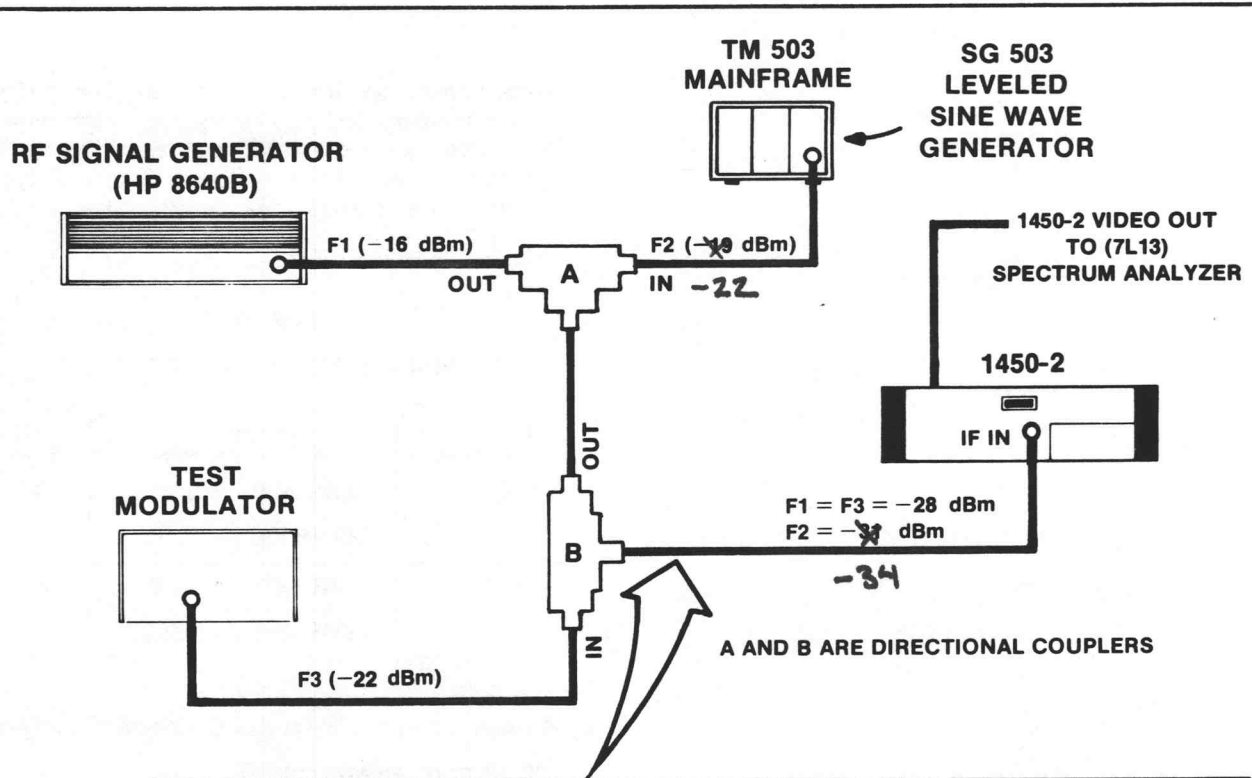 TM 503
MAINFRAME
SG 503
LEVELED
SINE WAVE
GENERATOR
RF SIGNAL GENERATOR
(HP 8640B)
F1 (−16 dBm)
F2 (−19 dBm)
-22
OUT
A
IN
1450-2 VIDEO OUT
TO (7L13)
SPECTRUM ANALYZER
1450-2
IF IN
OUT
TEST
MODULATOR
B
F1 = F3 = −28 dBm
F2 = − dBm
-34
IN
A AND B ARE DIRECTIONAL COUPLERS
F3 (−22 dBm)